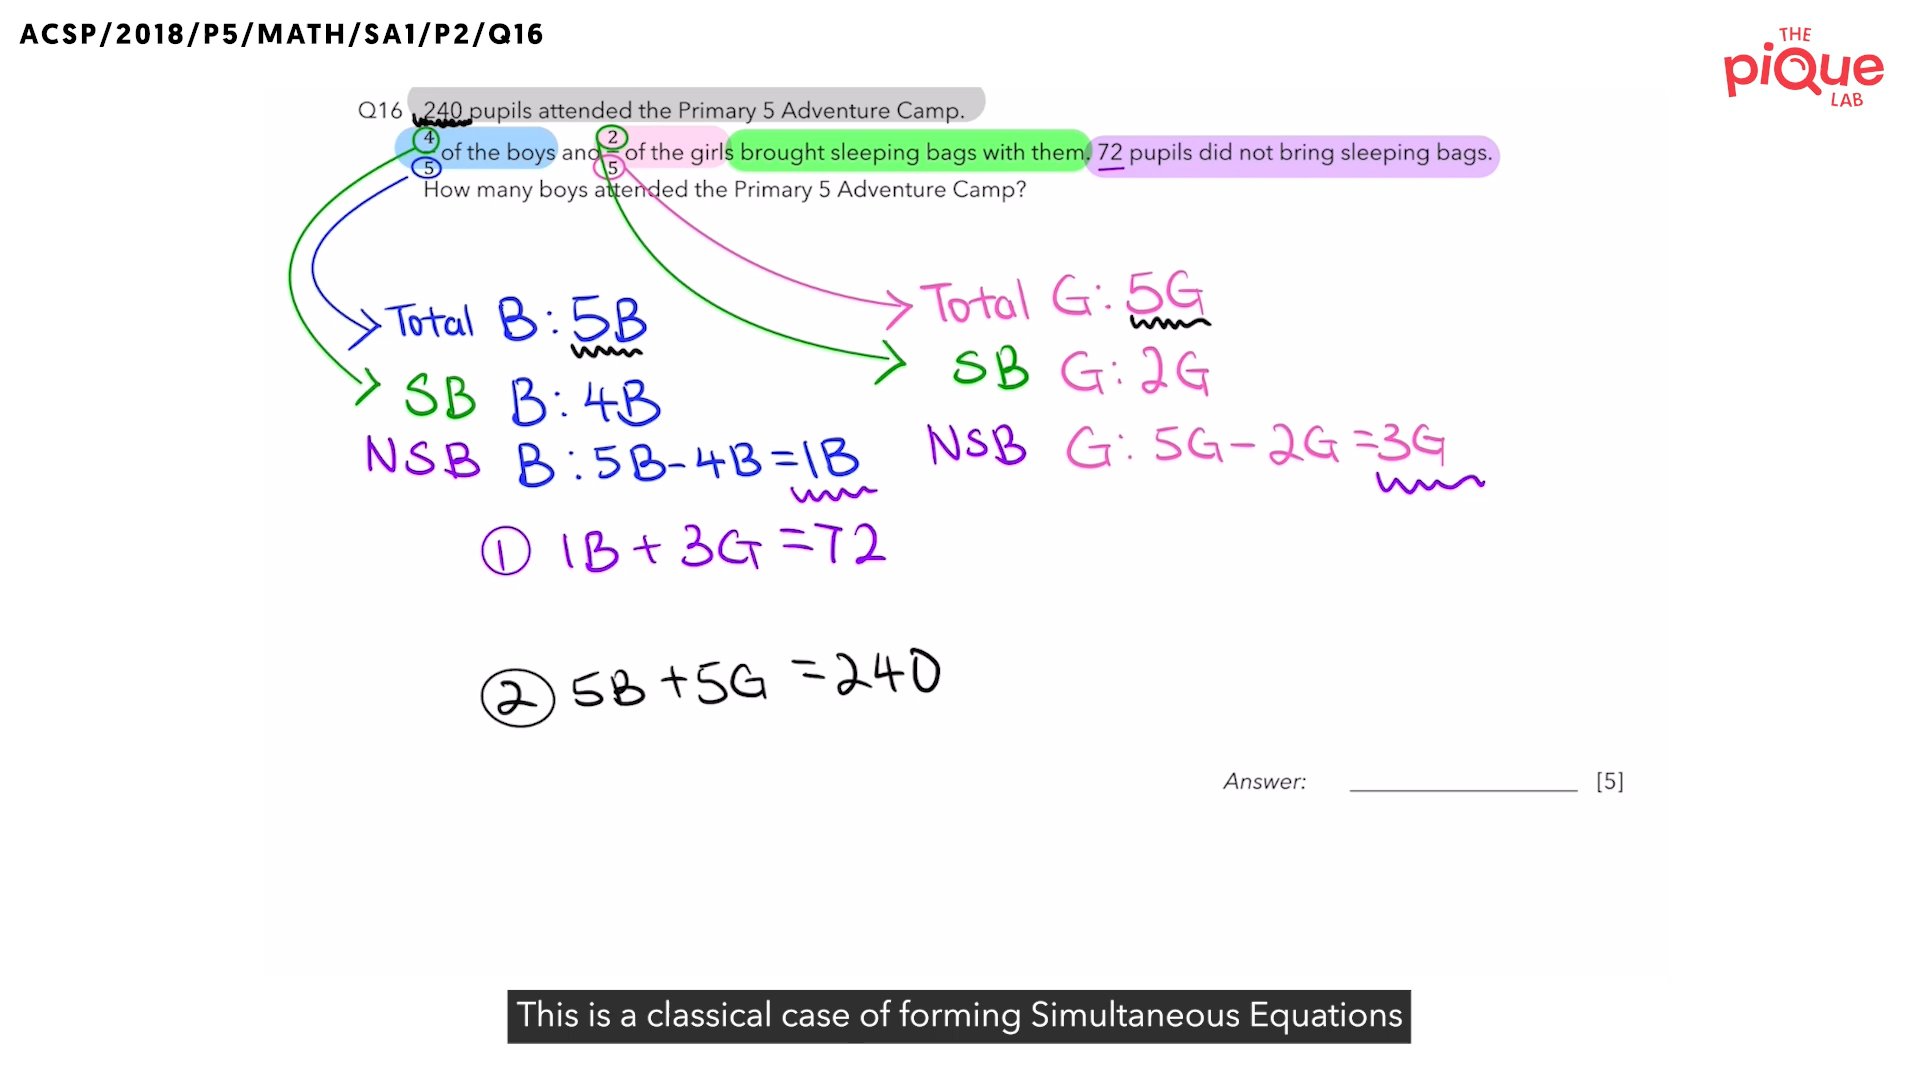 ACSP/2018/P5/MATH/SA1/P2/Q16
THE
piQue
LAB
Q16 240 pupils attended the Primary 5 Adventure Camp.
4/5 of the boys and 2/5 of the girls brought sleeping bags with them. 72 pupils did not bring sleeping bags.
How many boys attended the Primary 5 Adventure Camp?
Total B: 5B
SB B: 4B
NSB B: 5B-4B=1B
Total G: 5G
SB G: 2G
NSB G: 5G-2G=3G
① 1B+3G=72
② 5B+5G=240
Answer: ____________ [5]
This is a classical case of forming Simultaneous Equations